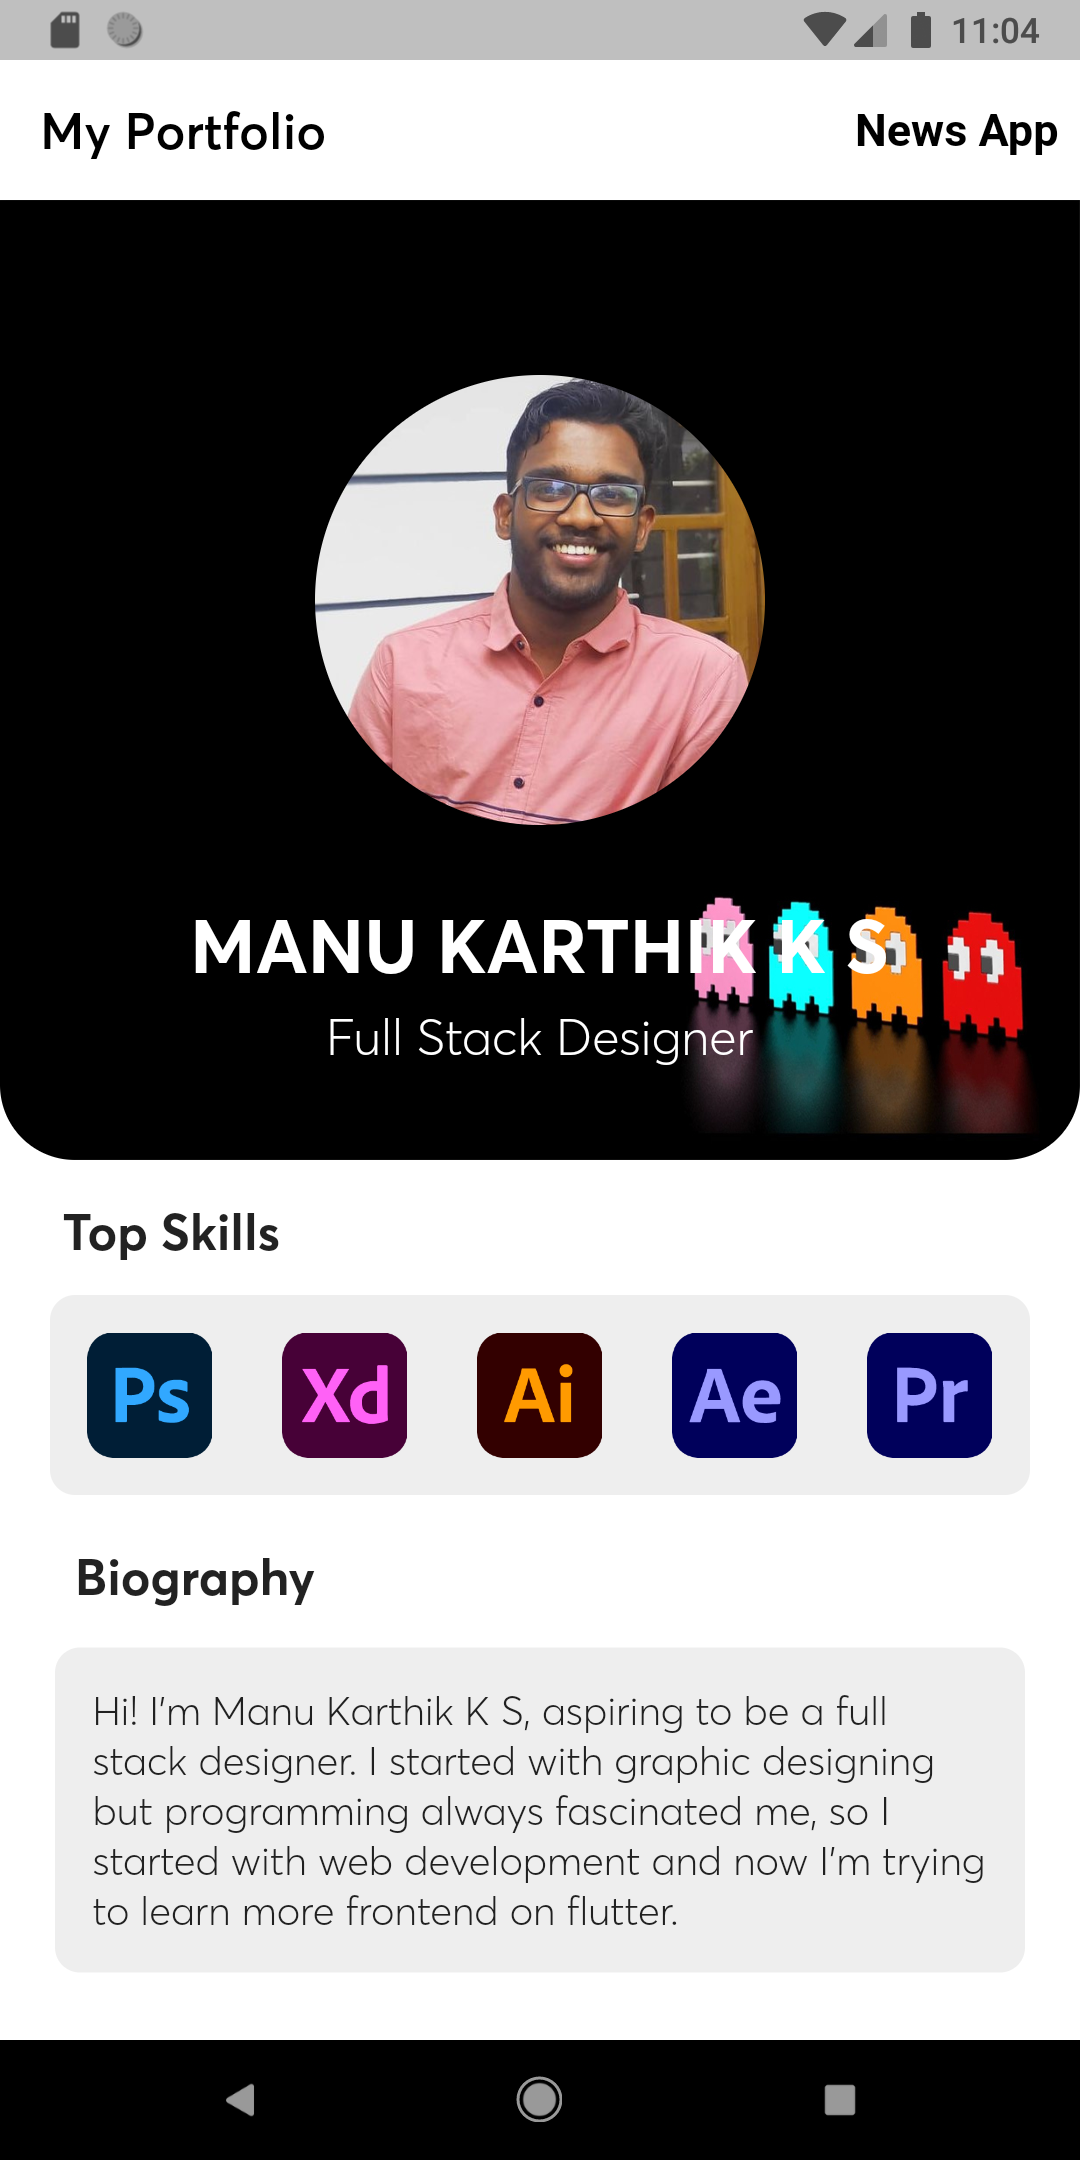 11:04
My Portfolio
News App
MANU KARTHIK K S
Full Stack Designer
Top Skills
Ps
Xd
Ai
Ae
Pr
Biography
Hi! I'm Manu Karthik K S, aspiring to be a full
stack designer. I started with graphic designing
but programming always fascinated me, so I
started with web development and now I'm trying
to learn more frontend on flutter.